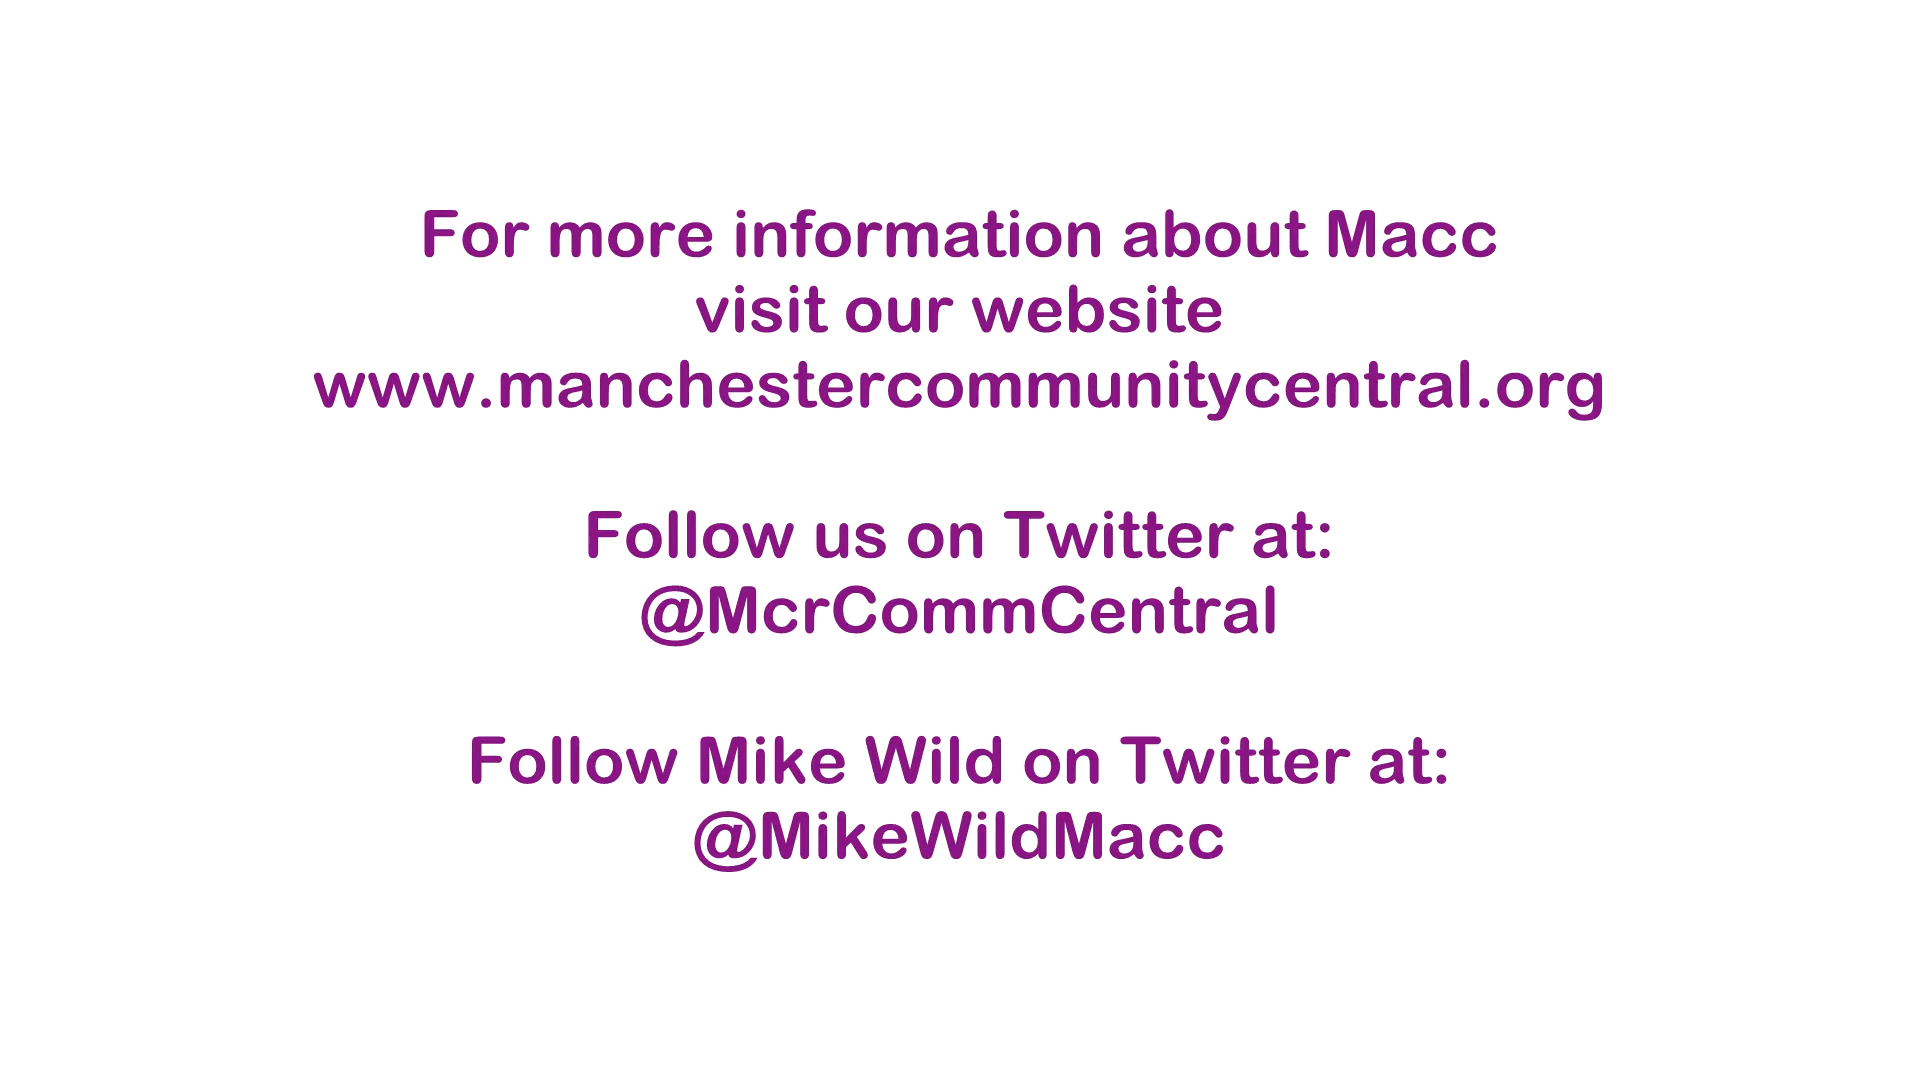 For more information about Macc
visit our website
www.manchestercommunitycentral.org
Follow us on Twitter at:
@McrCommCentral
Follow Mike Wild on Twitter at:
@MikeWildMacc